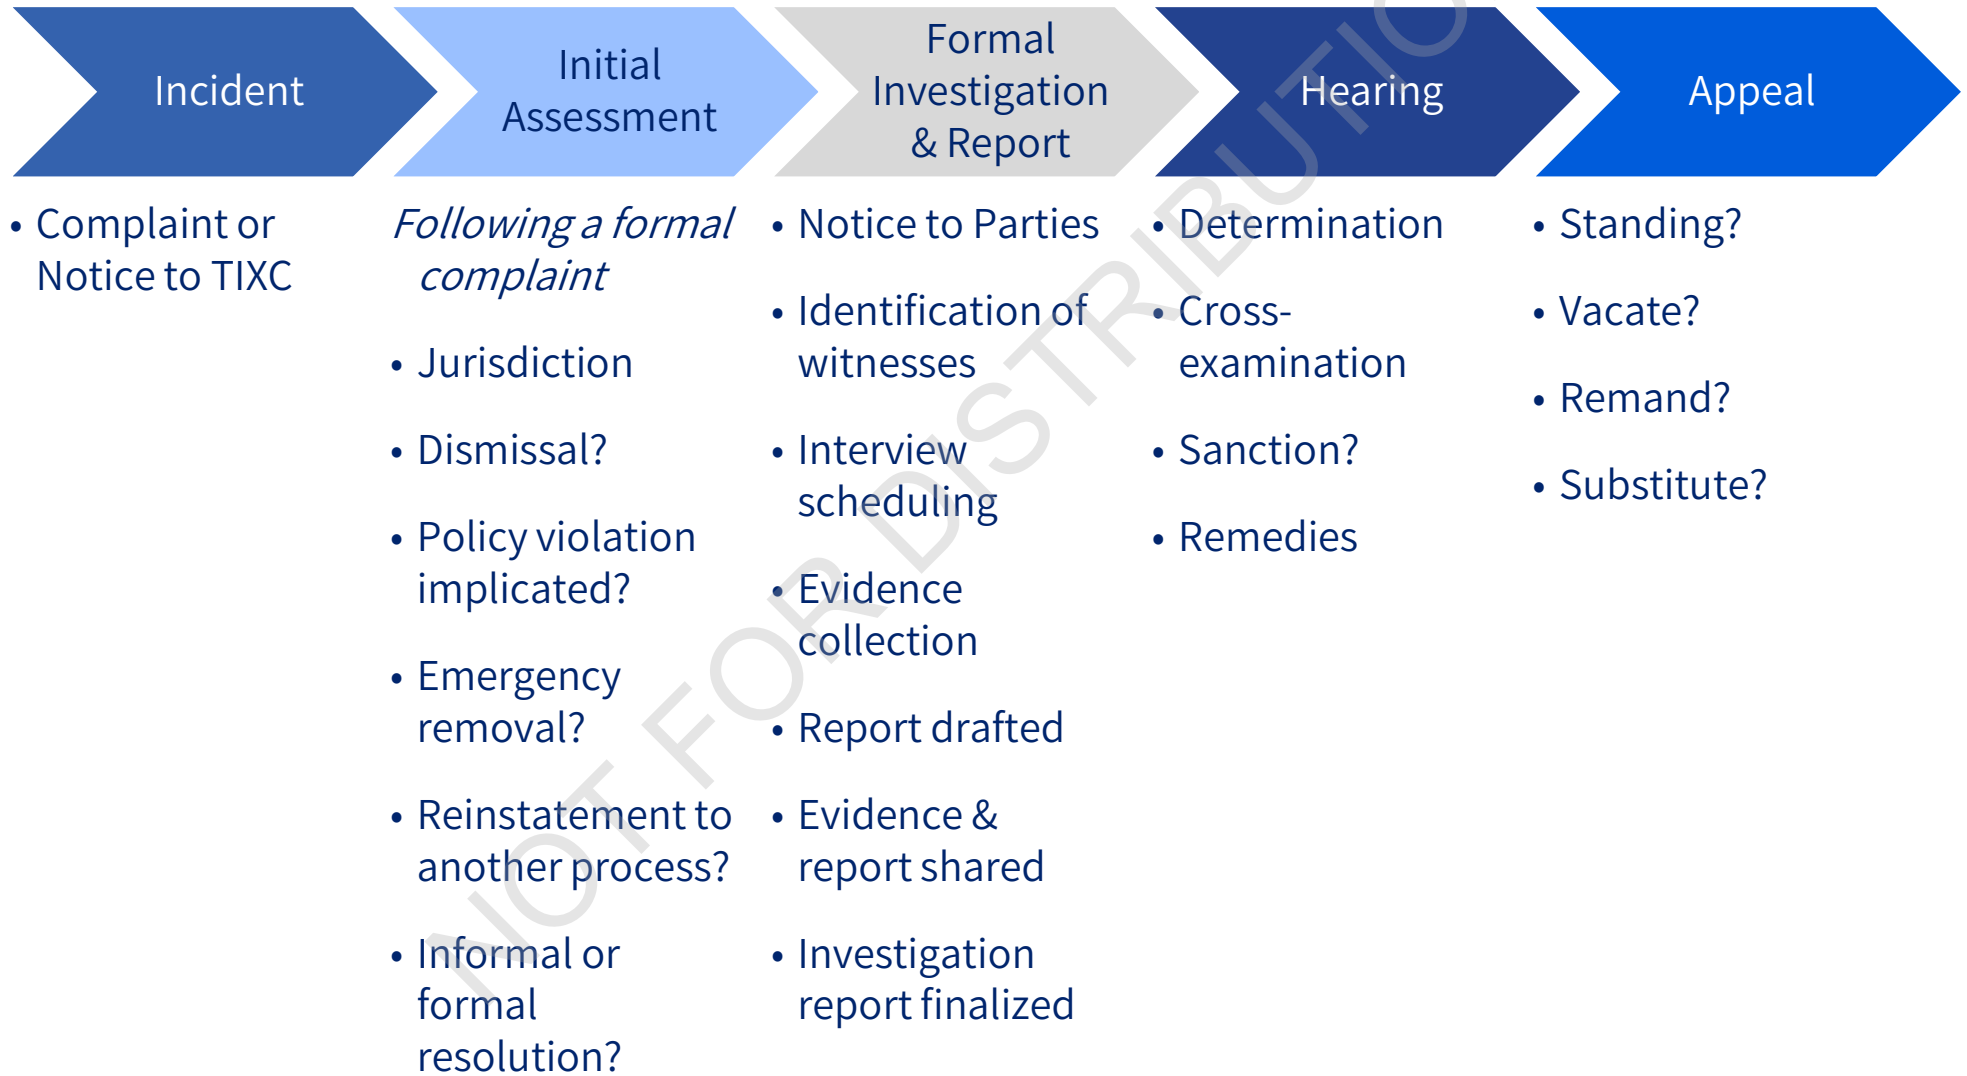 Incident
Initial
Assessment
Formal
Investigation
& Report
Hearing
Appeal
• Complaint or
Notice to TIXC
Following a formal
complaint
• Jurisdiction
• Dismissal?
• Policy violation
implicated?
• Emergency
removal?
• Reinstatement to
another process?
• Informal or
formal
resolution?
• Notice to Parties
• Identification of
witnesses
• Interview
scheduling
• Evidence
collection
• Report drafted
• Evidence &
report shared
• Investigation
report finalized
• Determination
• Cross-
examination
• Sanction?
• Remedies
• Standing?
• Vacate?
• Remand?
• Substitute?
NOT FOR DISTRIBUTIO